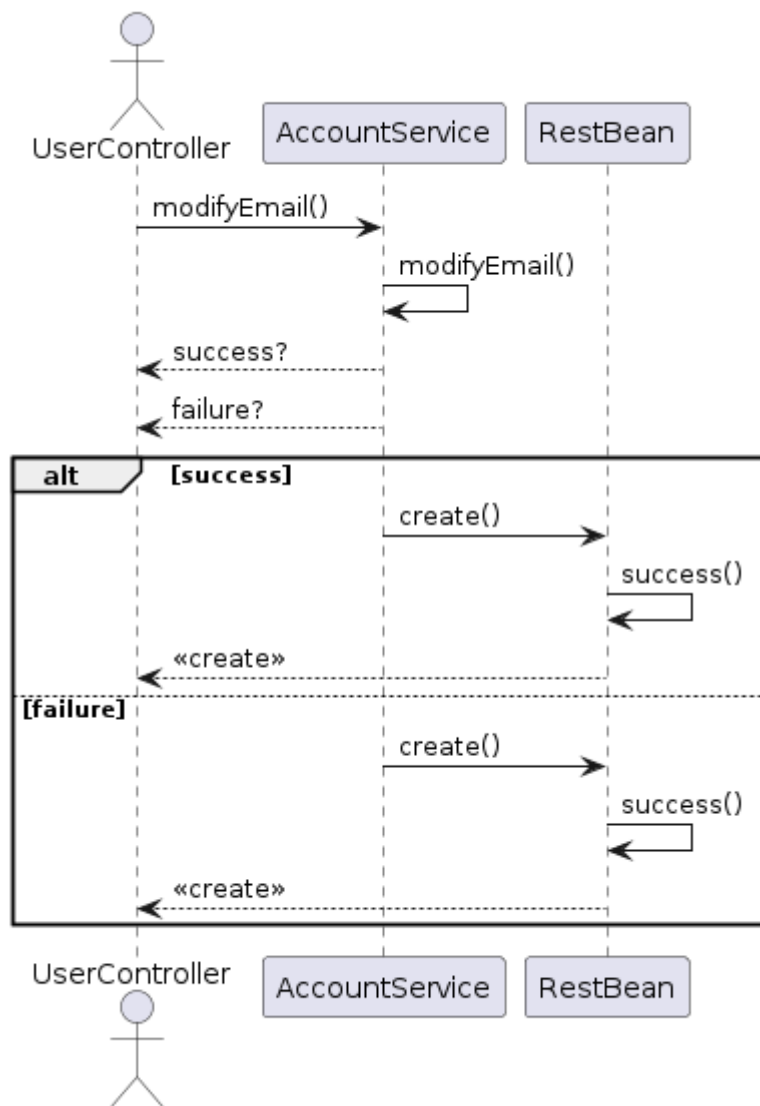 UserController
AccountService
RestBean
modifyEmail()
modifyEmail()
success?
failure?
alt [success]
create()
success()
«create»
[failure]
create()
success()
«create»
UserController
AccountService
RestBean